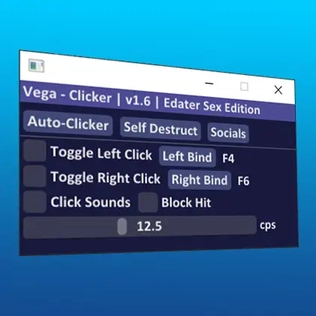 Vega - Clicker | v1.6 | Edater Sex Edition
Auto-Clicker Self Destruct Socials
Toggle Left Click Left Bind F4
Toggle Right Click Right Bind F6
Click Sounds Block Hit
12.5 cps